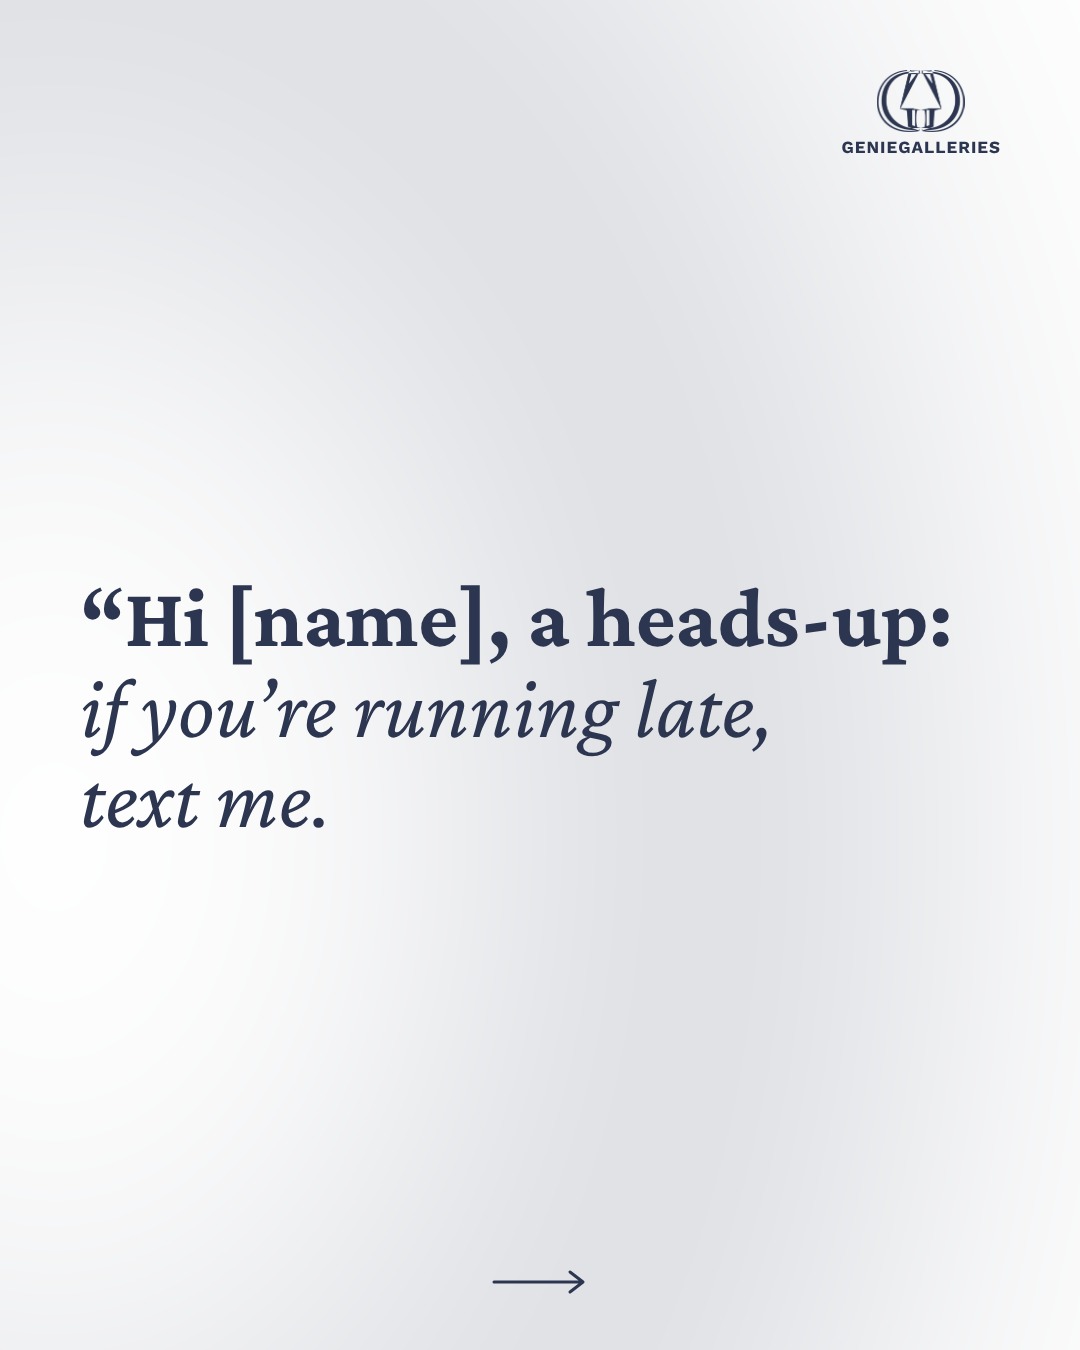 GENIEGALLERIES
“Hi [name], a heads-up:
if you’re running late,
text me.